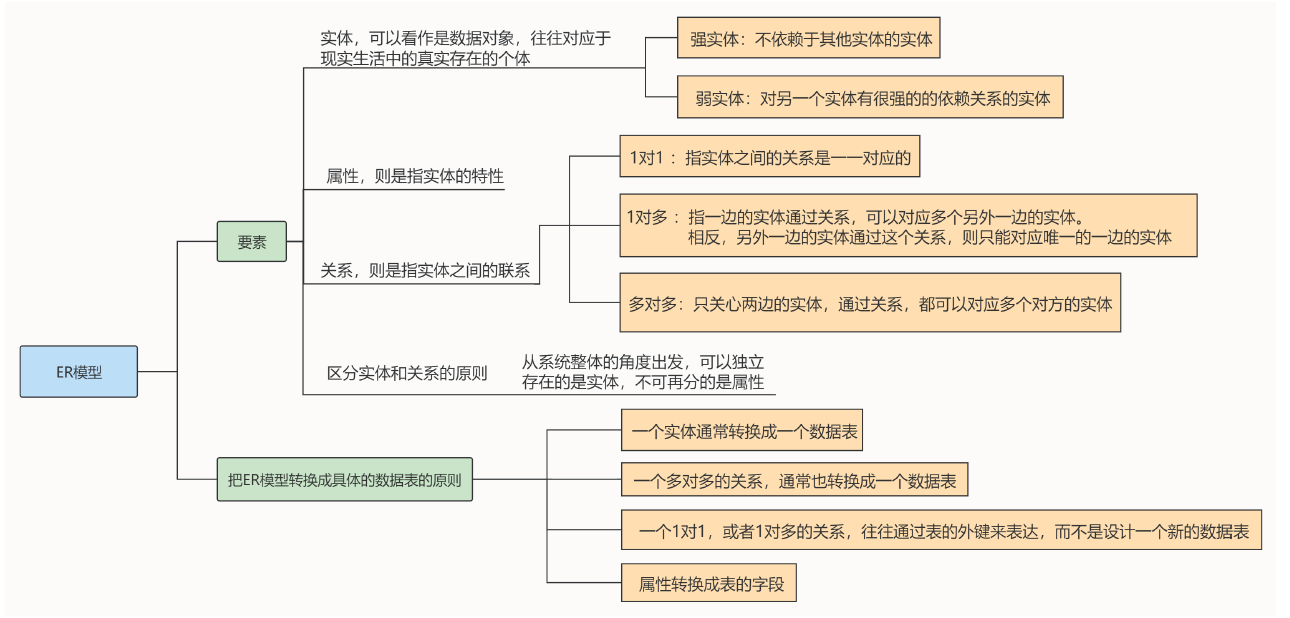 ER模型
要素
实体，可以看作是数据对象，往往对应于
现实生活中的真实存在的个体
强实体：不依赖于其他实体的实体
弱实体：对另一个实体有很强的的依赖关系的实体
属性，则是指实体的特性
关系，则是指实体之间的联系
1对1 ：指实体之间的关系是一一对应的
1对多 ：指一边的实体通过关系，可以对应多个另外一边的实体。
相反，另外一边的实体通过这个关系，则只能对应唯一的一边的实体
多对多：只关心两边的实体，通过关系，都可以对应多个对方的实体
区分实体和关系的原则
从系统整体的角度出发，可以独立
存在的是实体，不可再分的是属性
把ER模型转换成具体的数据表的原则
一个实体通常转换成一个数据表
一个多对多的关系，通常也转换成一个数据表
一个1对1，或者1对多的关系，往往通过表的外键来表达，而不是设计一个新的数据表
属性转换成表的字段